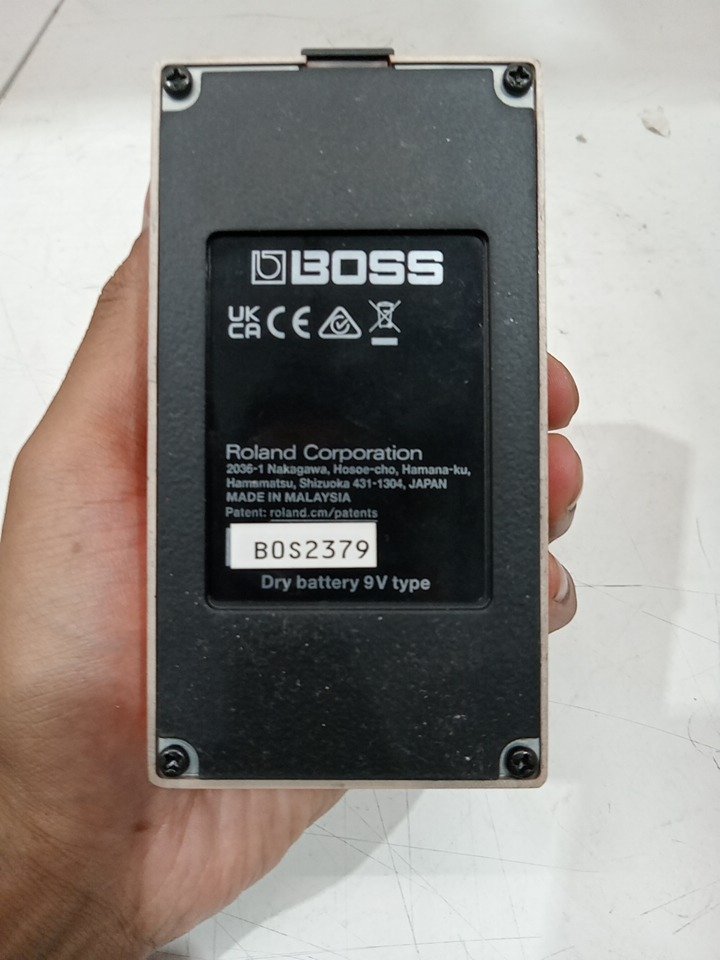 BOSS
UK
CA CE
Roland Corporation
2036-1 Nakagawa, Hosoe-cho, Hamana-ku,
Hamamatsu, Shizuoka 431-1304, JAPAN
MADE IN MALAYSIA
Patent: roland.cm/patents
BOS2379
Dry battery 9V type